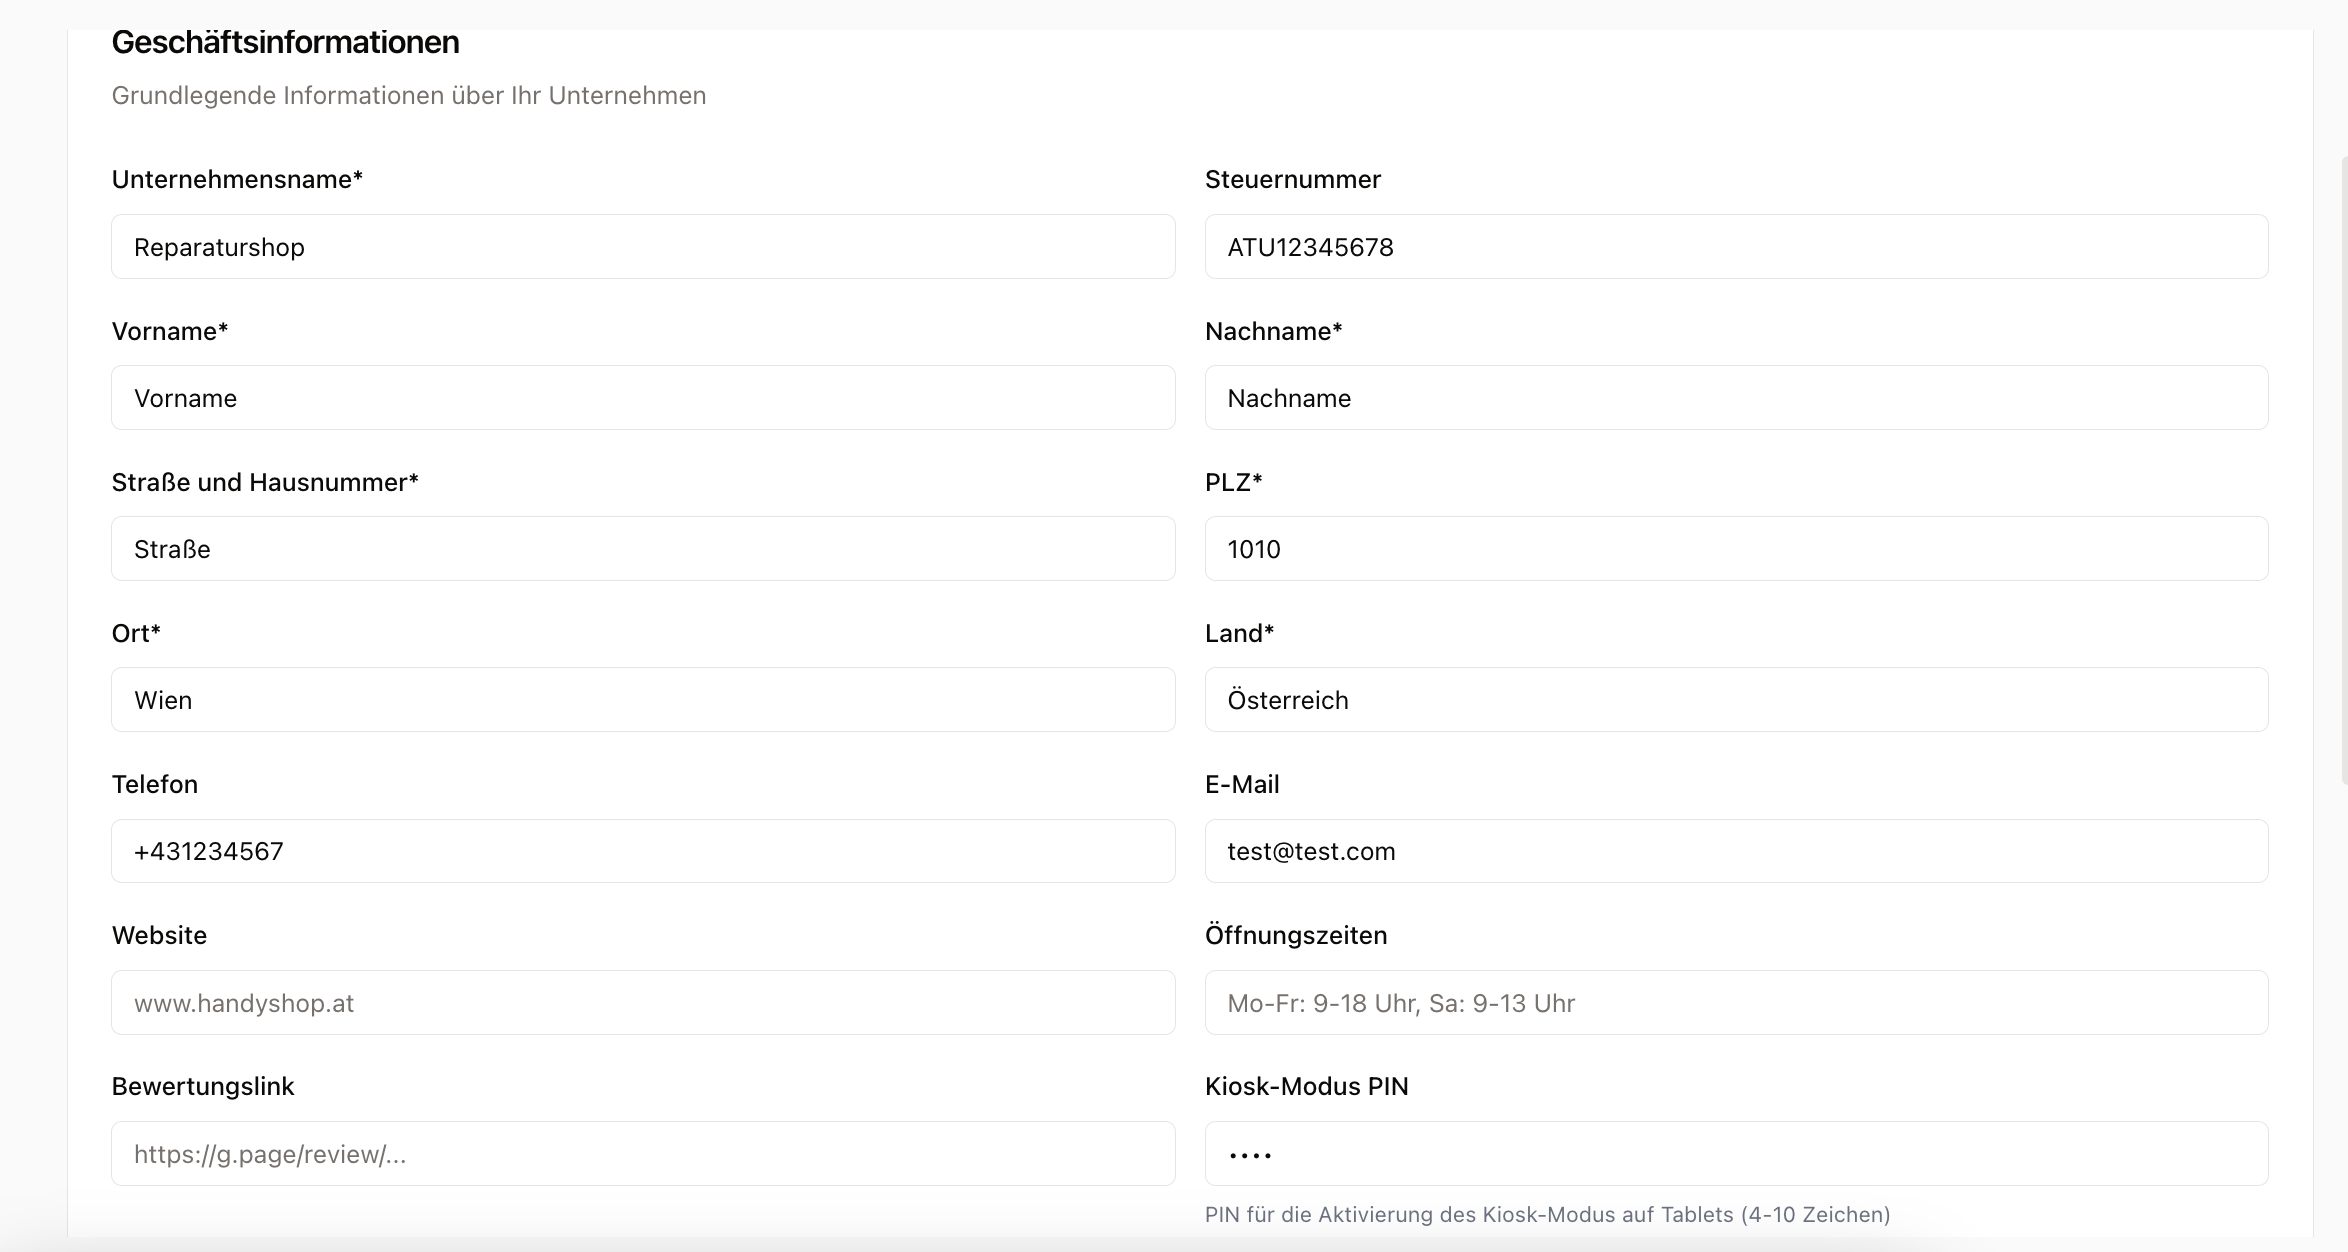 Geschäftsinformationen
Grundlegende Informationen über Ihr Unternehmen
Unternehmensname*
Steuernummer
Reparaturshop
ATU12345678
Vorname*
Nachname*
Vorname
Nachname
Straße und Hausnummer*
PLZ*
Straße
1010
Ort*
Land*
Wien
Österreich
Telefon
E-Mail
+431234567
test@test.com
Website
Öffnungszeiten
www.handyshop.at
Mo-Fr: 9-18 Uhr, Sa: 9-13 Uhr
Bewertungslink
Kiosk-Modus PIN
https://g.page/review/...
••••
PIN für die Aktivierung des Kiosk-Modus auf Tablets (4-10 Zeichen)